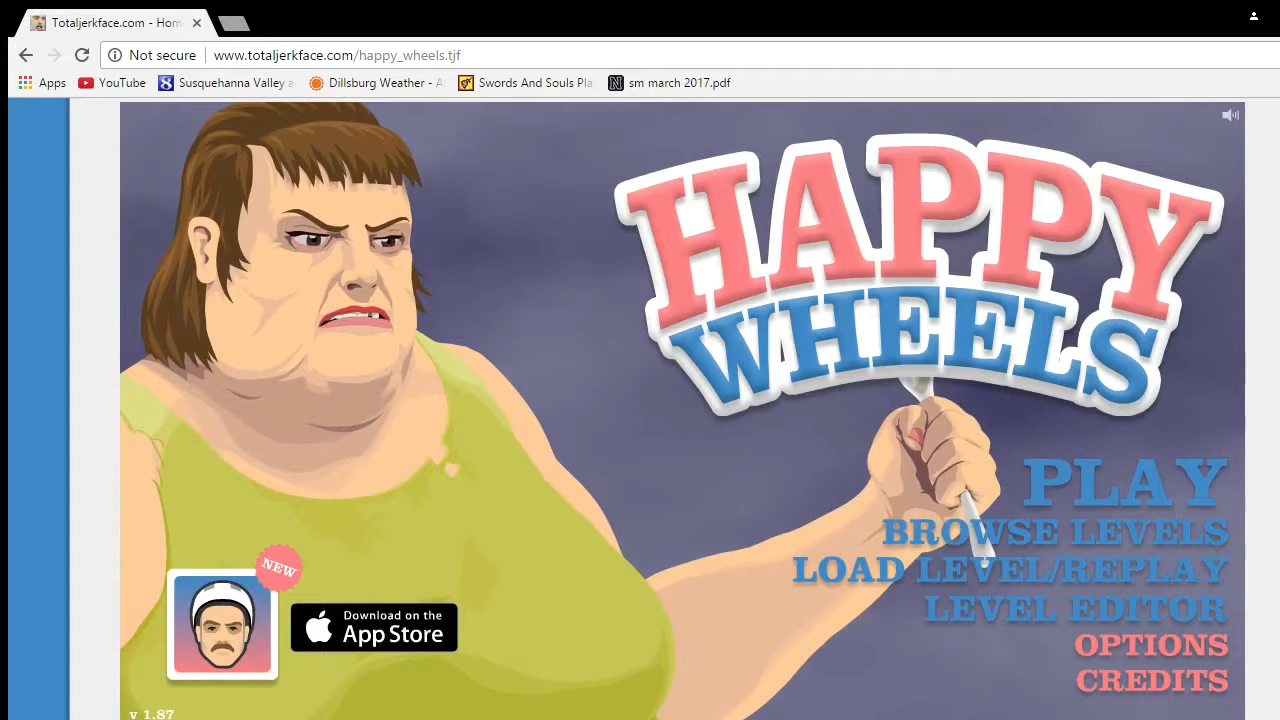 Totaljerkface.com - Hom
Not secure
www.totaljerkface.com/happy_wheels.tjf
Apps
YouTube
Susquehanna Valley a
Dillsburg Weather - A
Swords And Souls Pla
sm march 2017.pdf
HAPPY
WHEELS
PLAY
BROWSE LEVELS
LOAD LEVEL/REPLAY
LEVEL EDITOR
OPTIONS
CREDITS
NEW
Download on the
App Store
v 1.87